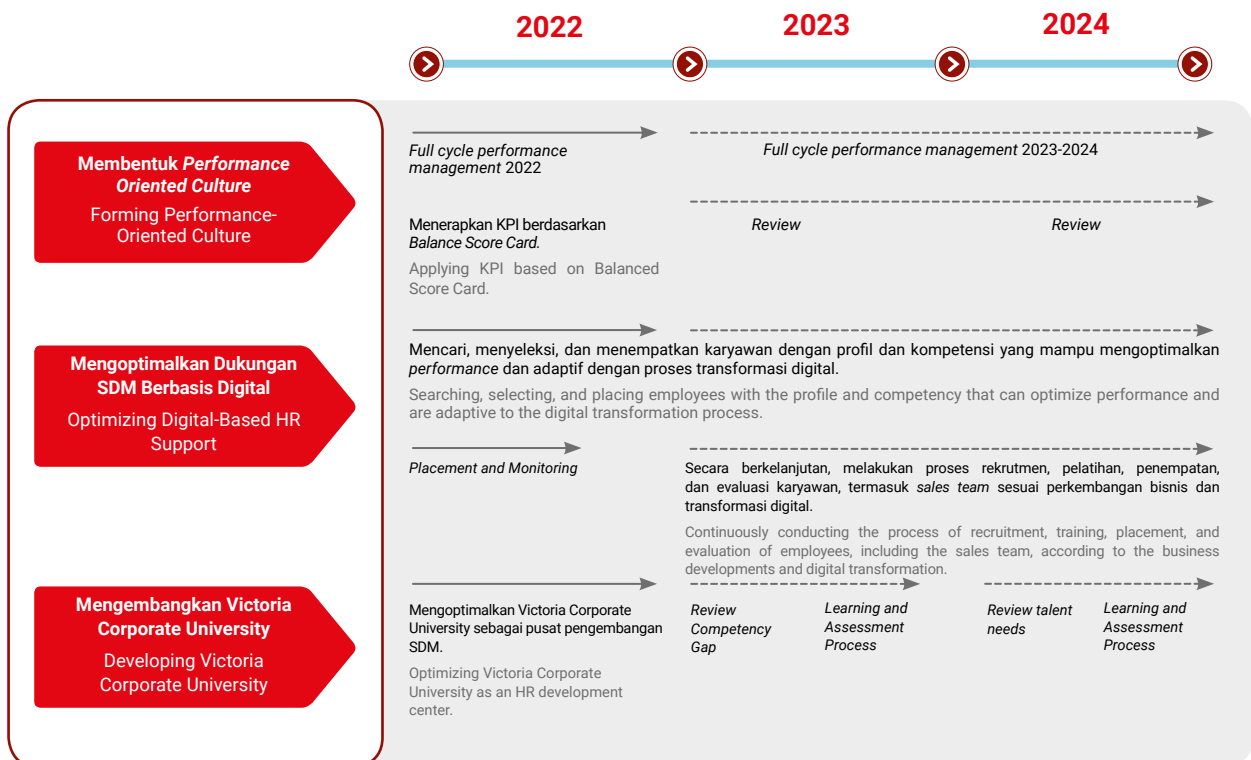 2022
2023
2024
Membentuk Performance
Oriented Culture
Forming Performance-
Oriented Culture
Full cycle performance
management 2022
Full cycle performance management 2023-2024
Menerapkan KPI berdasarkan
Balance Score Card.
Applying KPI based on Balanced
Score Card.
Review
Review
Mengoptimalkan Dukungan
SDM Berbasis Digital
Optimizing Digital-Based HR
Support
Mencari, menyeleksi, dan menempatkan karyawan dengan profil dan kompetensi yang mampu mengoptimalkan
performance dan adaptif dengan proses transformasi digital.
Searching, selecting, and placing employees with the profile and competency that can optimize performance and
are adaptive to the digital transformation process.
Placement and Monitoring
Secara berkelanjutan, melakukan proses rekrutmen, pelatihan, penempatan,
dan evaluasi karyawan, termasuk sales team sesuai perkembangan bisnis dan
transformasi digital.
Continuously conducting the process of recruitment, training, placement, and
evaluation of employees, including the sales team, according to the business
developments and digital transformation.
Mengembangkan Victoria
Corporate University
Developing Victoria
Corporate University
Mengoptimalkan Victoria Corporate
University sebagai pusat pengembangan
SDM.
Optimizing Victoria Corporate
University as an HR development
center.
Review
Competency
Gap
Learning and
Assessment
Process
Review talent
needs
Learning and
Assessment
Process